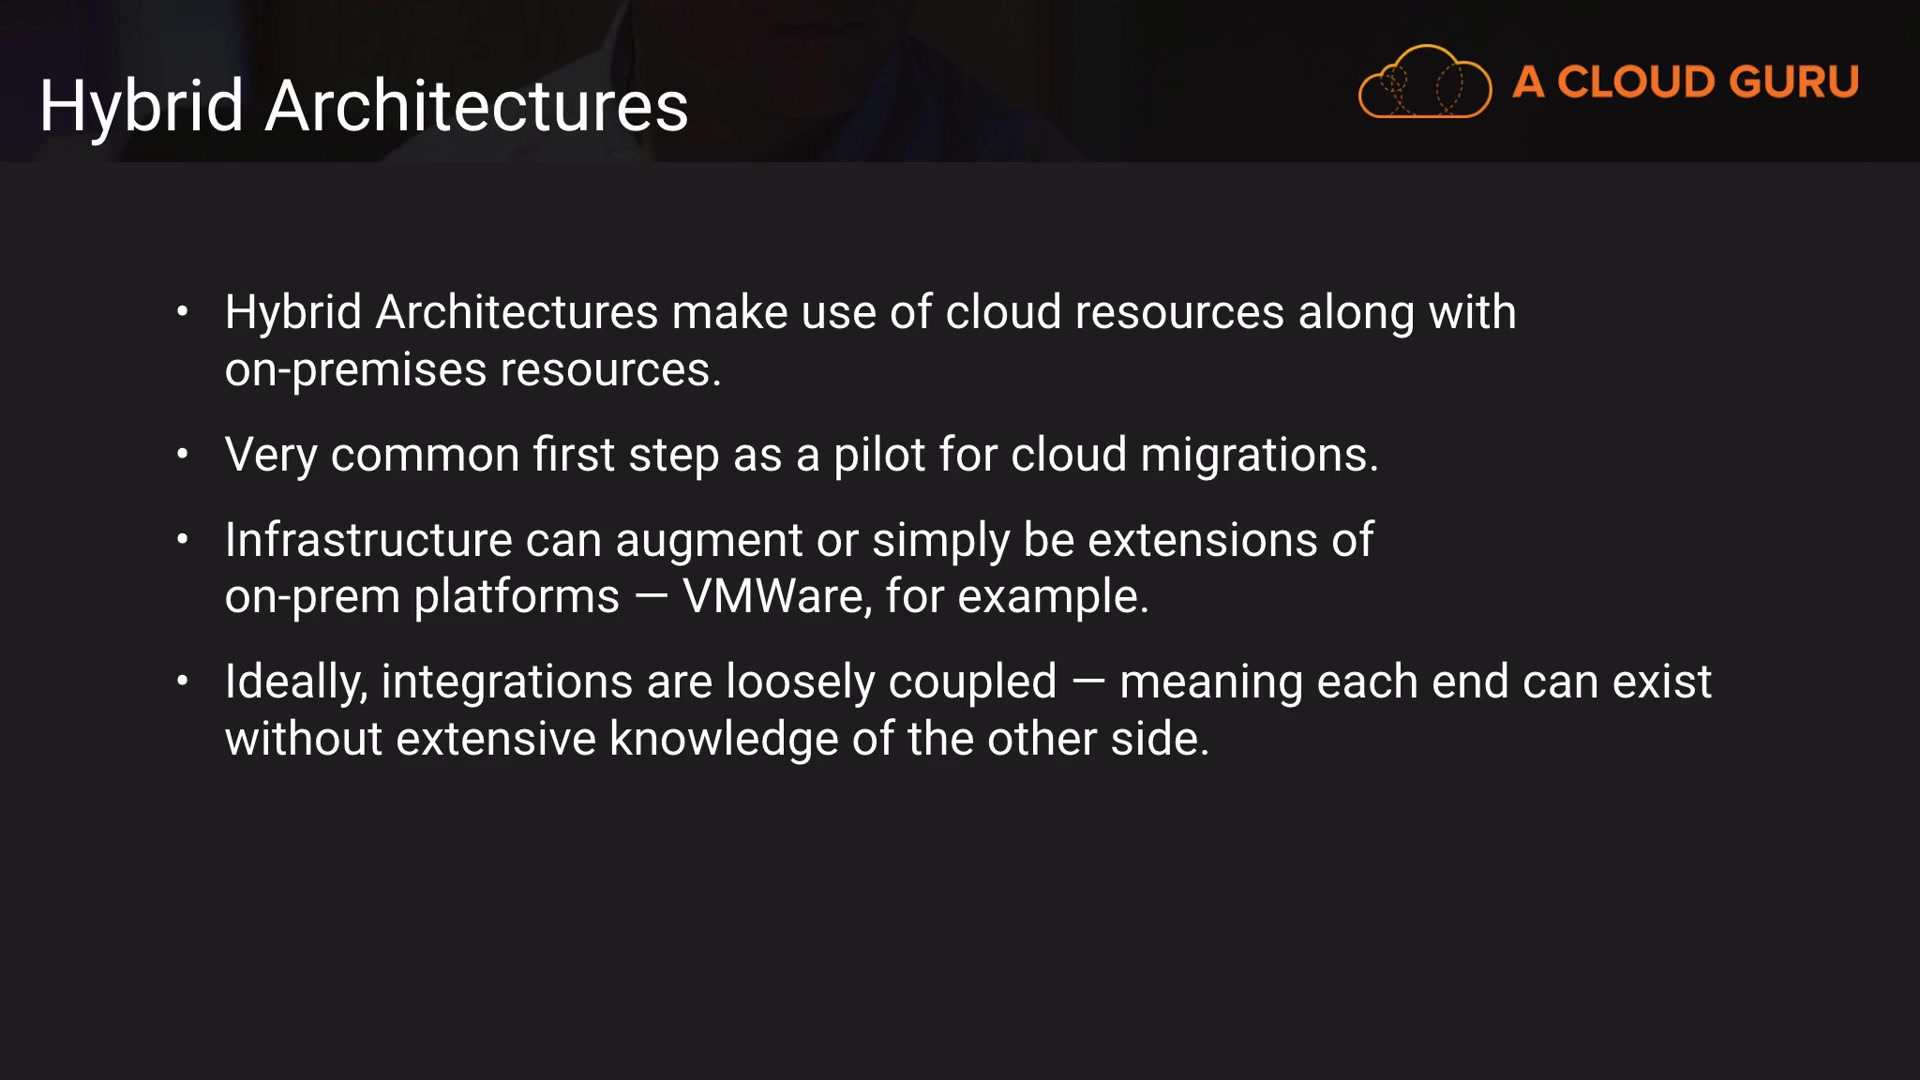 Hybrid Architectures
A CLOUD GURU
• Hybrid Architectures make use of cloud resources along with
on-premises resources.
• Very common first step as a pilot for cloud migrations.
• Infrastructure can augment or simply be extensions of
on-prem platforms — VMWare, for example.
• Ideally, integrations are loosely coupled — meaning each end can exist
without extensive knowledge of the other side.